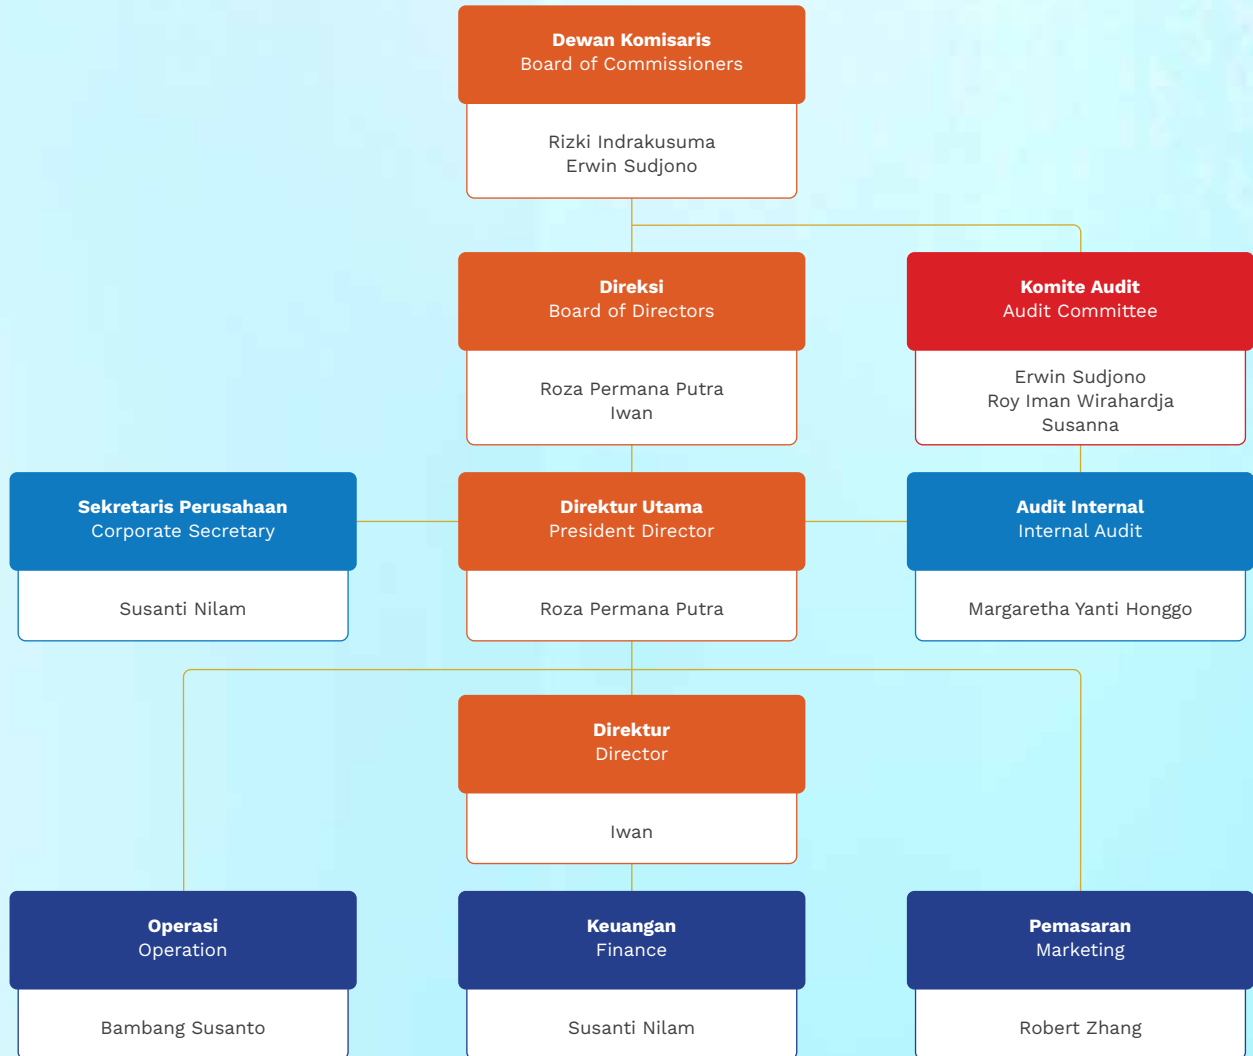 Dewan Komisaris
Board of Commissioners
Rizki Indrakusuma
Erwin Sudjono
Direksi
Board of Directors
Roza Permana Putra
Iwan
Komite Audit
Audit Committee
Erwin Sudjono
Roy Iman Wirahardja
Susanna
Sekretaris Perusahaan
Corporate Secretary
Susanti Nilam
Direktur Utama
President Director
Roza Permana Putra
Audit Internal
Internal Audit
Margaretha Yanti Honggo
Direktur
Director
Iwan
Operasi
Operation
Bambang Susanto
Keuangan
Finance
Susanti Nilam
Pemasaran
Marketing
Robert Zhang